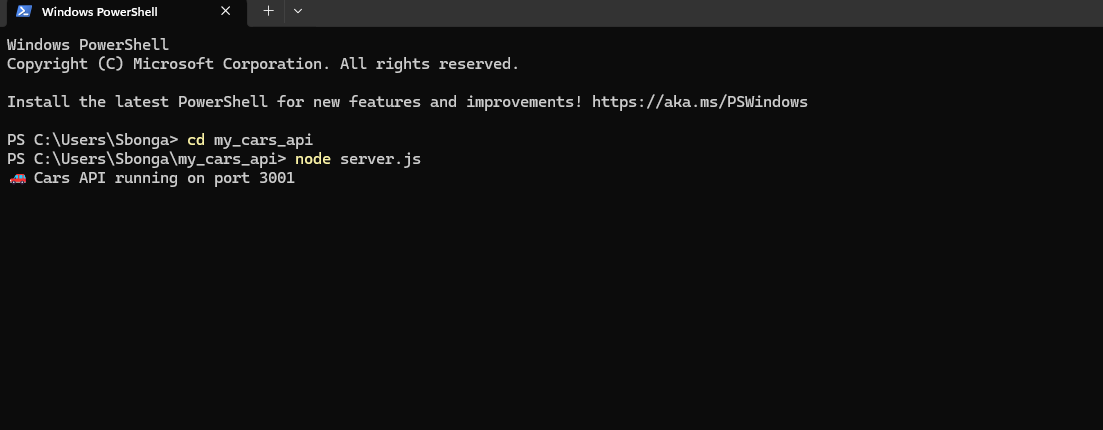 Windows PowerShell
Windows PowerShell
Copyright (C) Microsoft Corporation. All rights reserved.
Install the latest PowerShell for new features and improvements! https://aka.ms/PSWindows
PS C:\Users\Sbonga> cd my_cars_api
PS C:\Users\Sbonga\my_cars_api> node server.js
🚗 Cars API running on port 3001